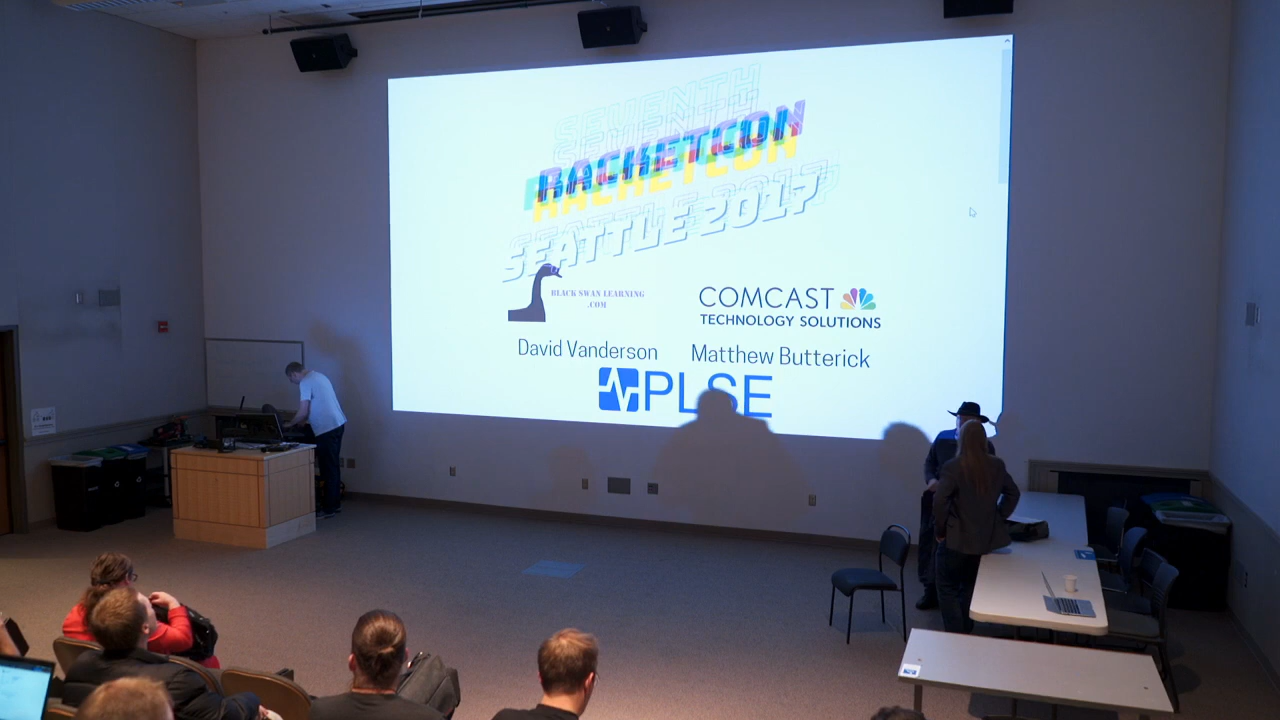 SEVENTH
RACKETCON
SEATTLE 2017
BLACK SWAN LEARNING
.COM
COMCAST
TECHNOLOGY SOLUTIONS
David Vanderson
Matthew Butterick
PLSE